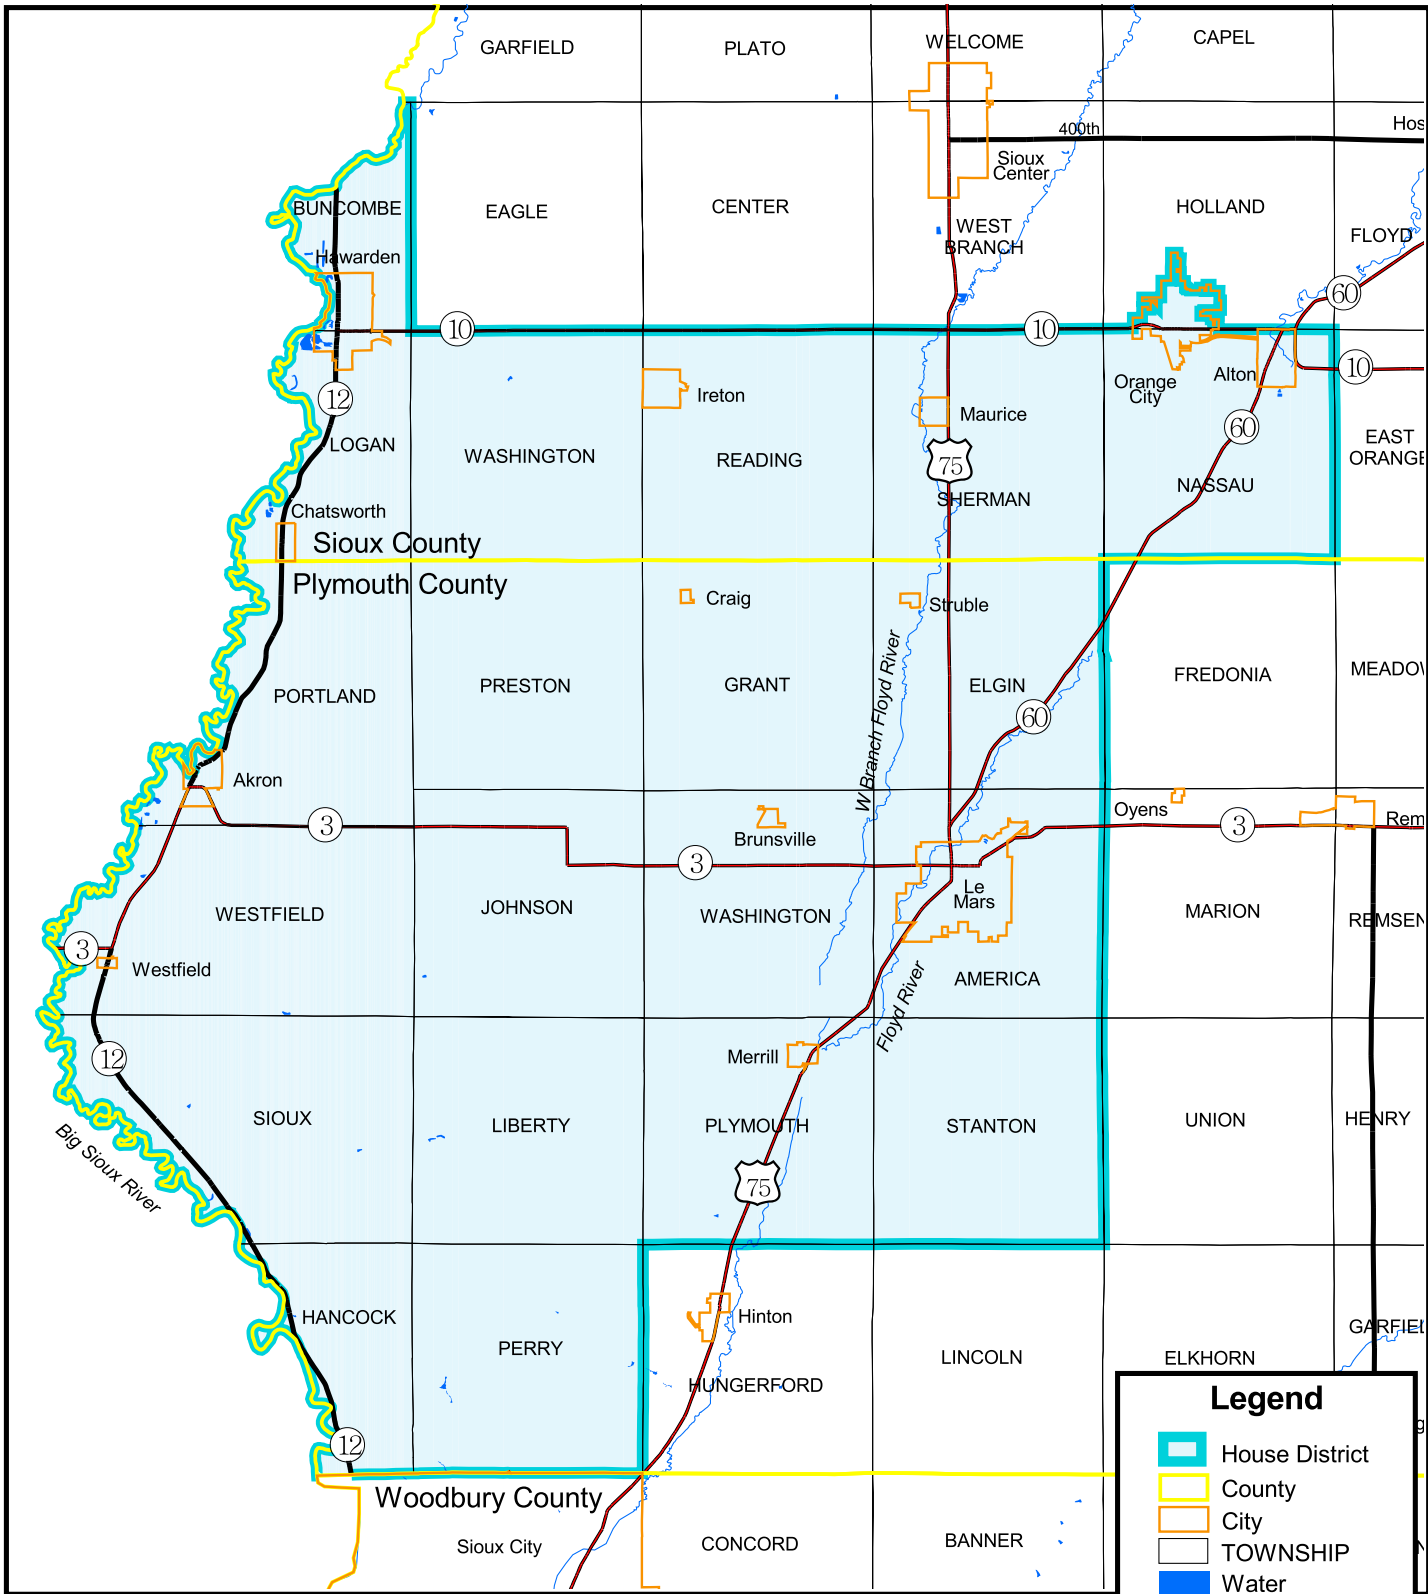 GARFIELD
PLATO
WELCOME
CAPEL
400th
Hos
Sioux
Center
BUNCOMBE
EAGLE
CENTER
WEST
BRANCH
HOLLAND
FLOYD
Hawarden
60
10
10
10
Ireton
Maurice
Orange
City
Alton
12
60
LOGAN
WASHINGTON
READING
75
SHERMAN
NASSAU
EAST
ORANGE
Chatsworth
Sioux County
Plymouth County
Craig
Struble
W Branch Floyd River
PORTLAND
PRESTON
GRANT
ELGIN
FREDONIA
MEADOW
60
Akron
Oyens
3
Brunsville
3
3
Rem
Le
Mars
WESTFIELD
JOHNSON
WASHINGTON
MARION
REMSEN
3
Westfield
AMERICA
Floyd River
12
Merrill
SIOUX
LIBERTY
PLYMOUTH
STANTON
UNION
HENRY
Big Sioux River
75
HANCOCK
PERRY
Hinton
HUNGERFORD
LINCOLN
ELKHORN
GARFIEL
12
Woodbury County
Sioux City
CONCORD
BANNER
Legend
House District
County
City
TOWNSHIP
Water